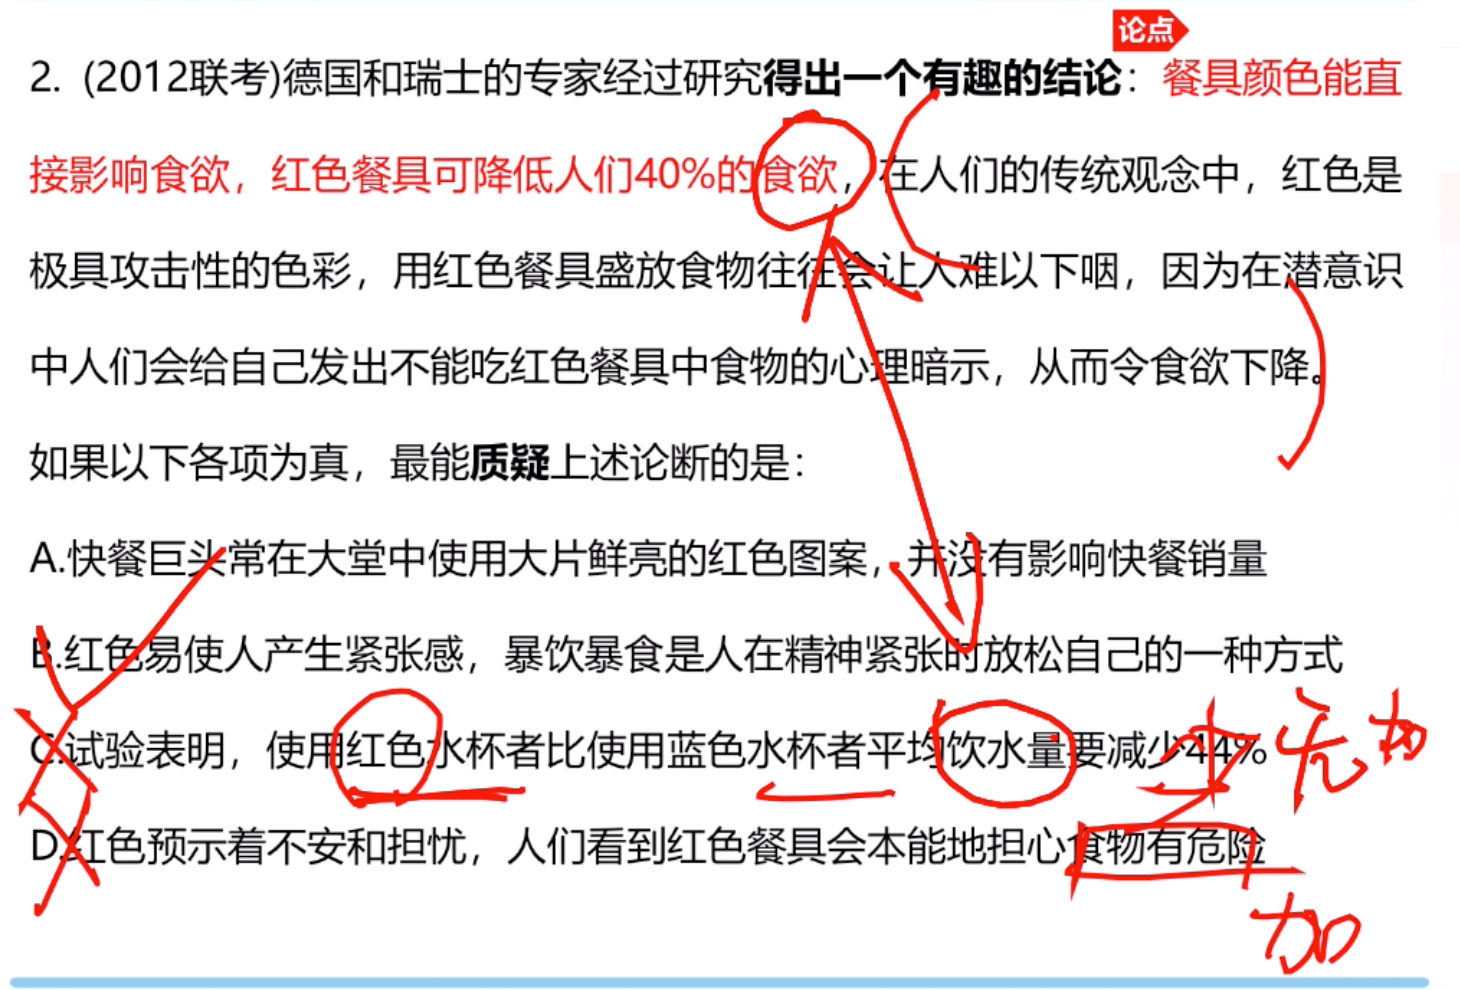 论点
2. (2012联考)德国和瑞士的专家经过研究得出一个有趣的结论：餐具颜色能直
接影响食欲，红色餐具可降低人们40%的食欲，在人们的传统观念中，红色是
极具攻击性的色彩，用红色餐具盛放食物往往会让人难以下咽，因为在潜意识
中人们会给自己发出不能吃红色餐具中食物的心理暗示，从而令食欲下降。
如果以下各项为真，最能质疑上述论断的是：
A.快餐巨头常在大堂中使用大片鲜亮的红色图案，并没有影响快餐销量
B.红色易使人产生紧张感，暴饮暴食是人在精神紧张时放松自己的一种方式
C.试验表明，使用红色水杯者比使用蓝色水杯者平均饮水量要减少44%
无加
D.红色预示着不安和担忧，人们看到红色餐具会本能地担心食物有危险
加